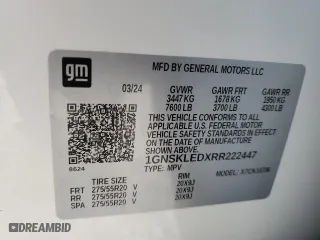 gm
MFD BY GENERAL MOTORS LLC
03/24 GVWR GAWR FRT GAWR RR
3447 KG 1678 KG 1950 KG
7600 LB 3700 LB 4300 LB
THIS VEHICLE CONFORMS TO ALL
APPLICABLE U.S. FEDERAL MOTOR
VEHICLE SAFETY STANDARDS IN EFFECT
ON THE DATE OF MANUFACTURE
SHOWN ABOVE.
1GNSKLEDXRR222447
8624 TYPE: MPV MODEL:
TIRE SIZE RIM
FRT 275/55R20 V 20X9J
RR 275/55R20 V 20X9J
SPA 275/55R20 V 20X9J
© DREAMBID